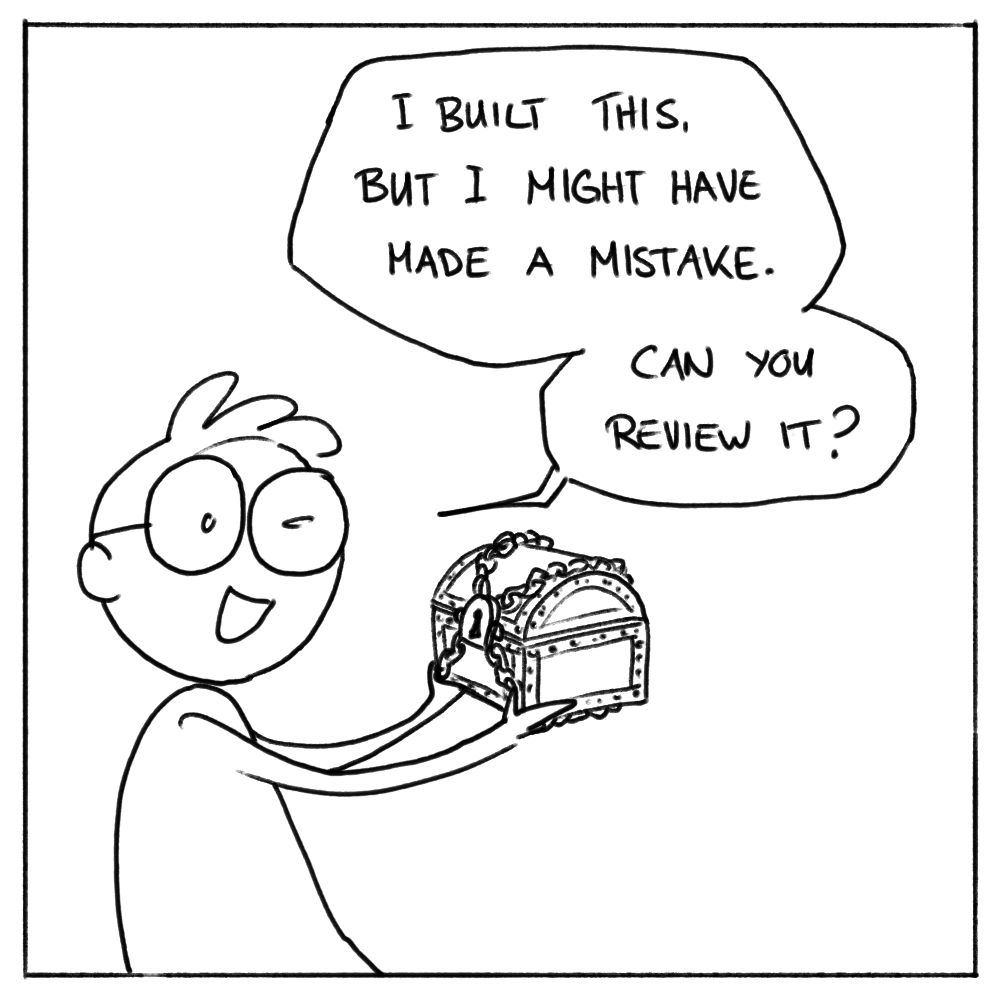 I BUILT THIS.
BUT I MIGHT HAVE
MADE A MISTAKE.
CAN YOU
REVIEW IT?